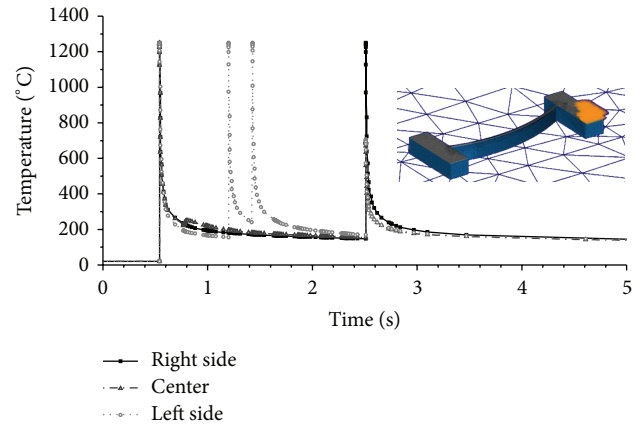 1400
1200
1000
800
600
400
200
0
Temperature (°C)
0 1 2 3 4 5
Time (s)
Right side
Center
Left side